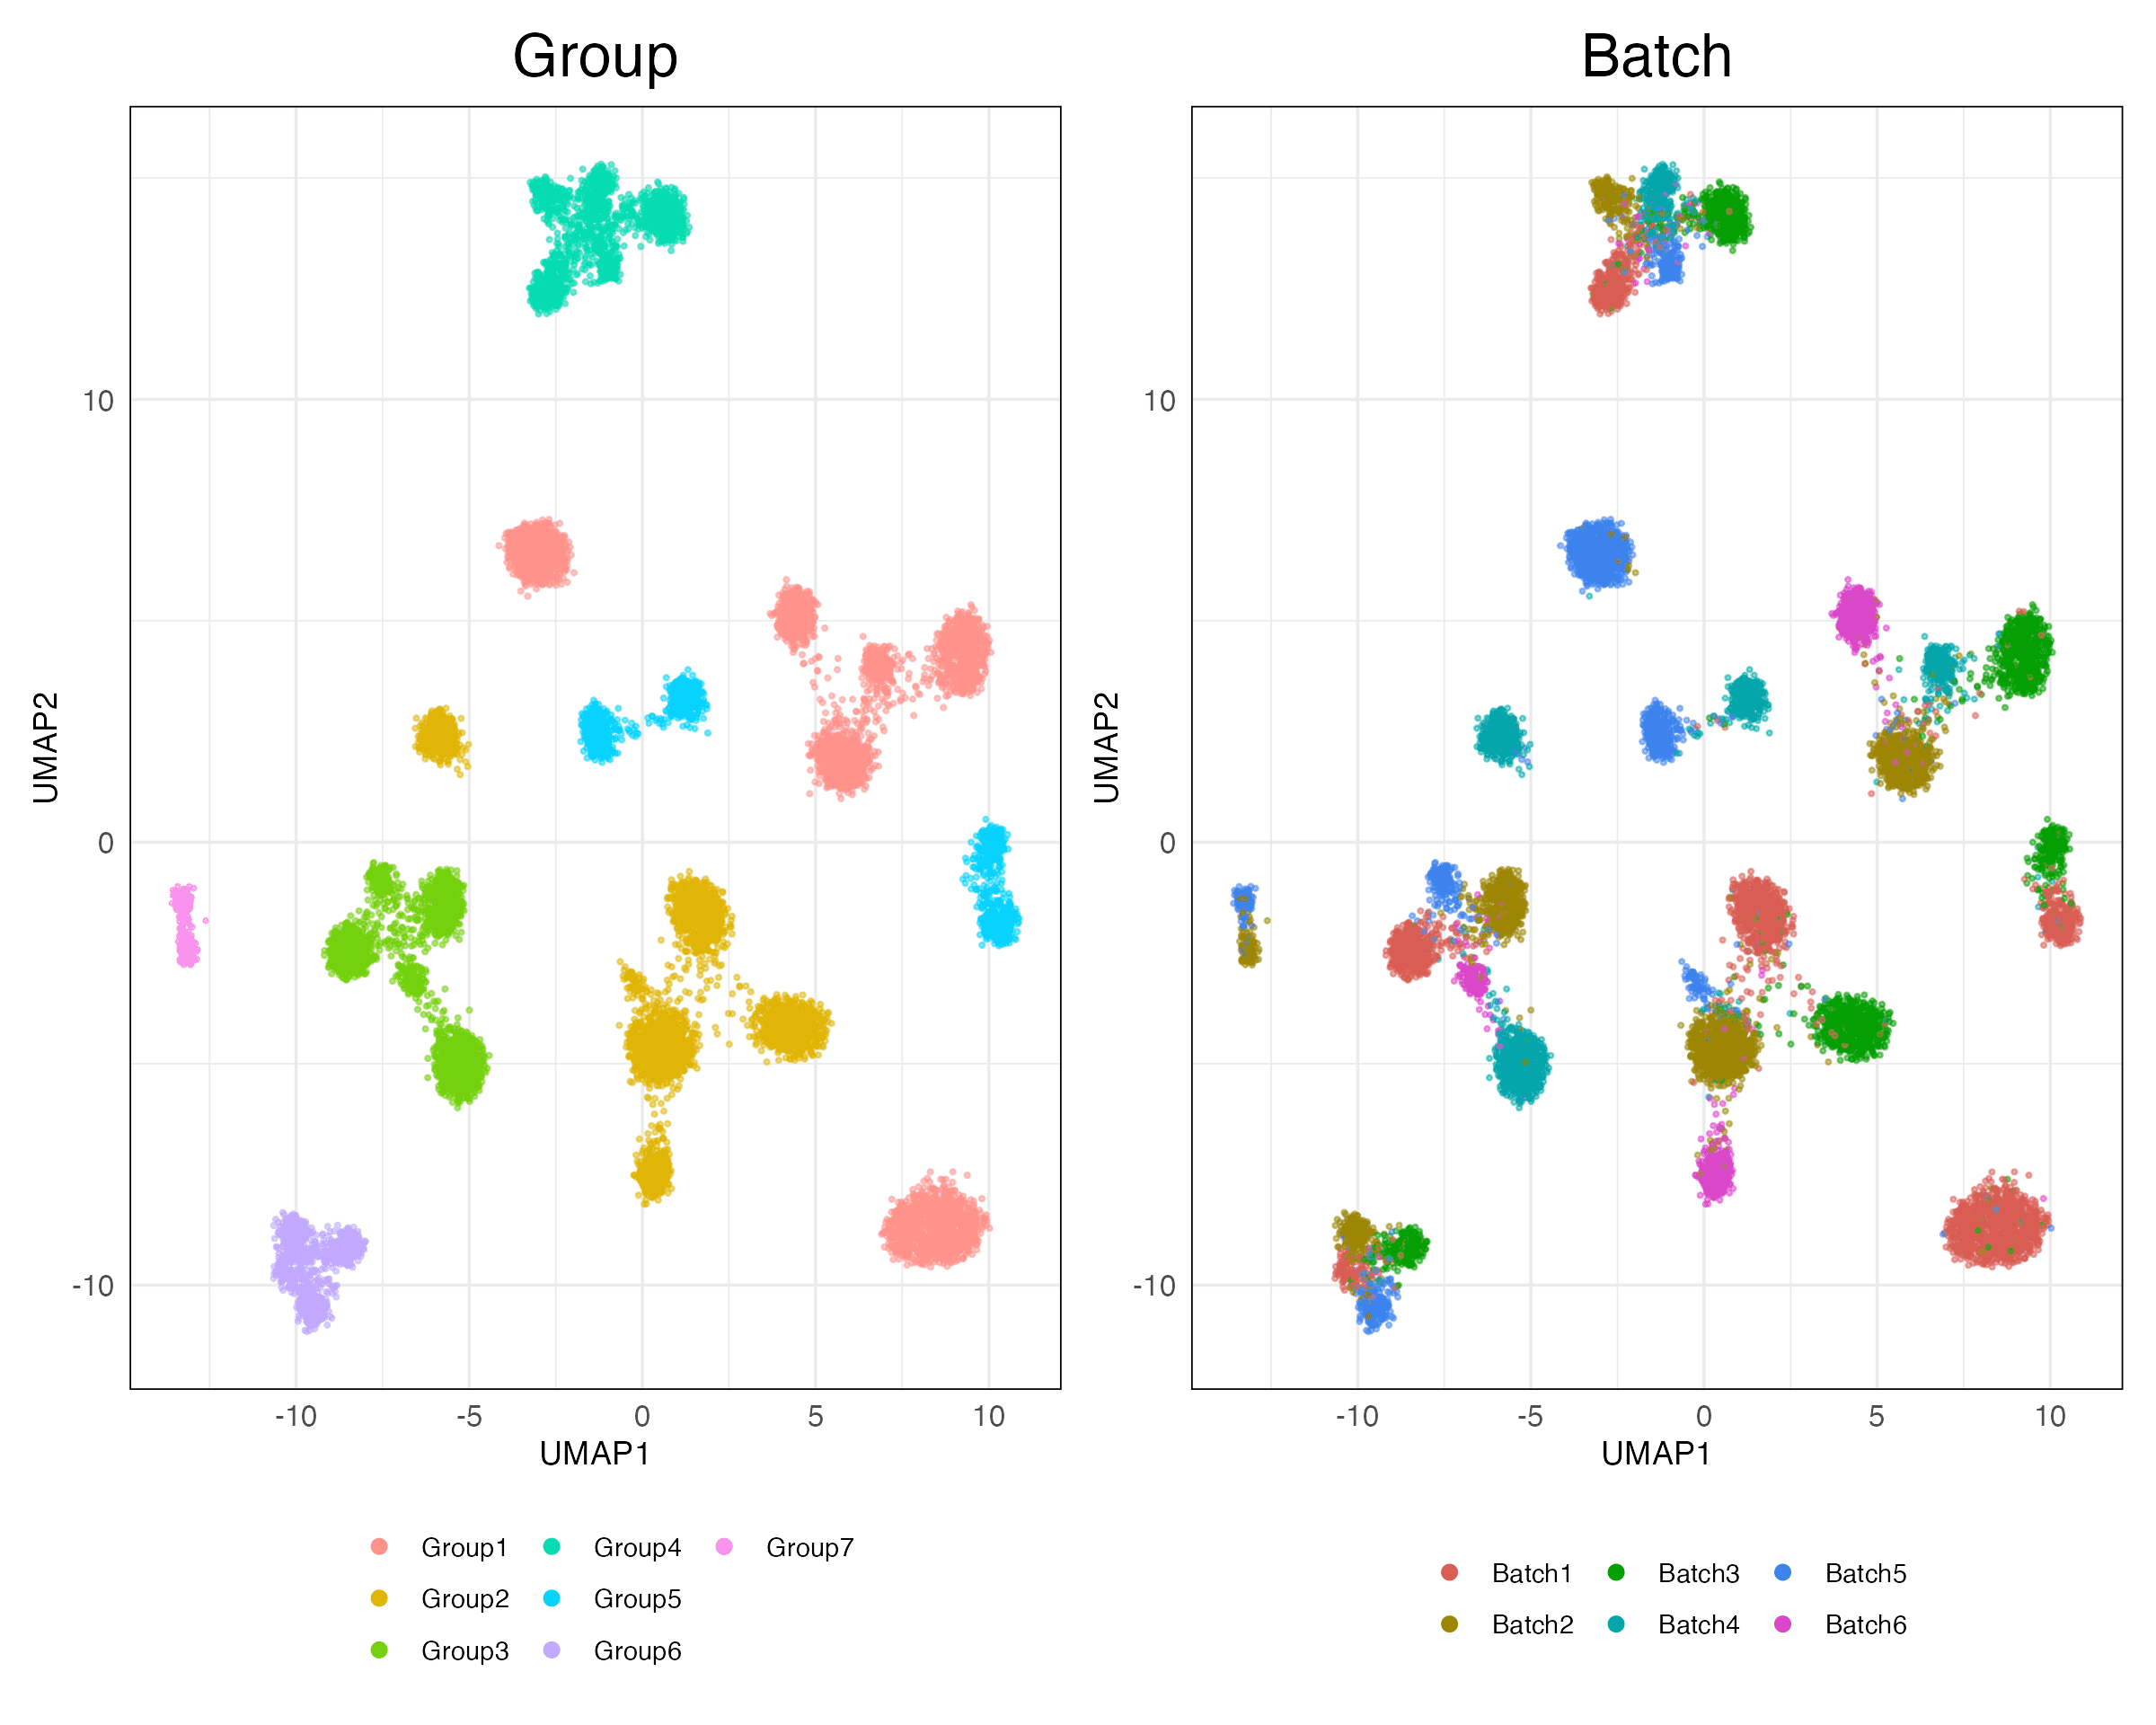 Group
UMAP2
10
0
-10
-10 -5 0 5 10
UMAP1
Group1 Group4 Group7
Group2 Group5
Group3 Group6
Batch
UMAP2
10
0
-10
-10 -5 0 5 10
UMAP1
Batch1 Batch3 Batch5
Batch2 Batch4 Batch6